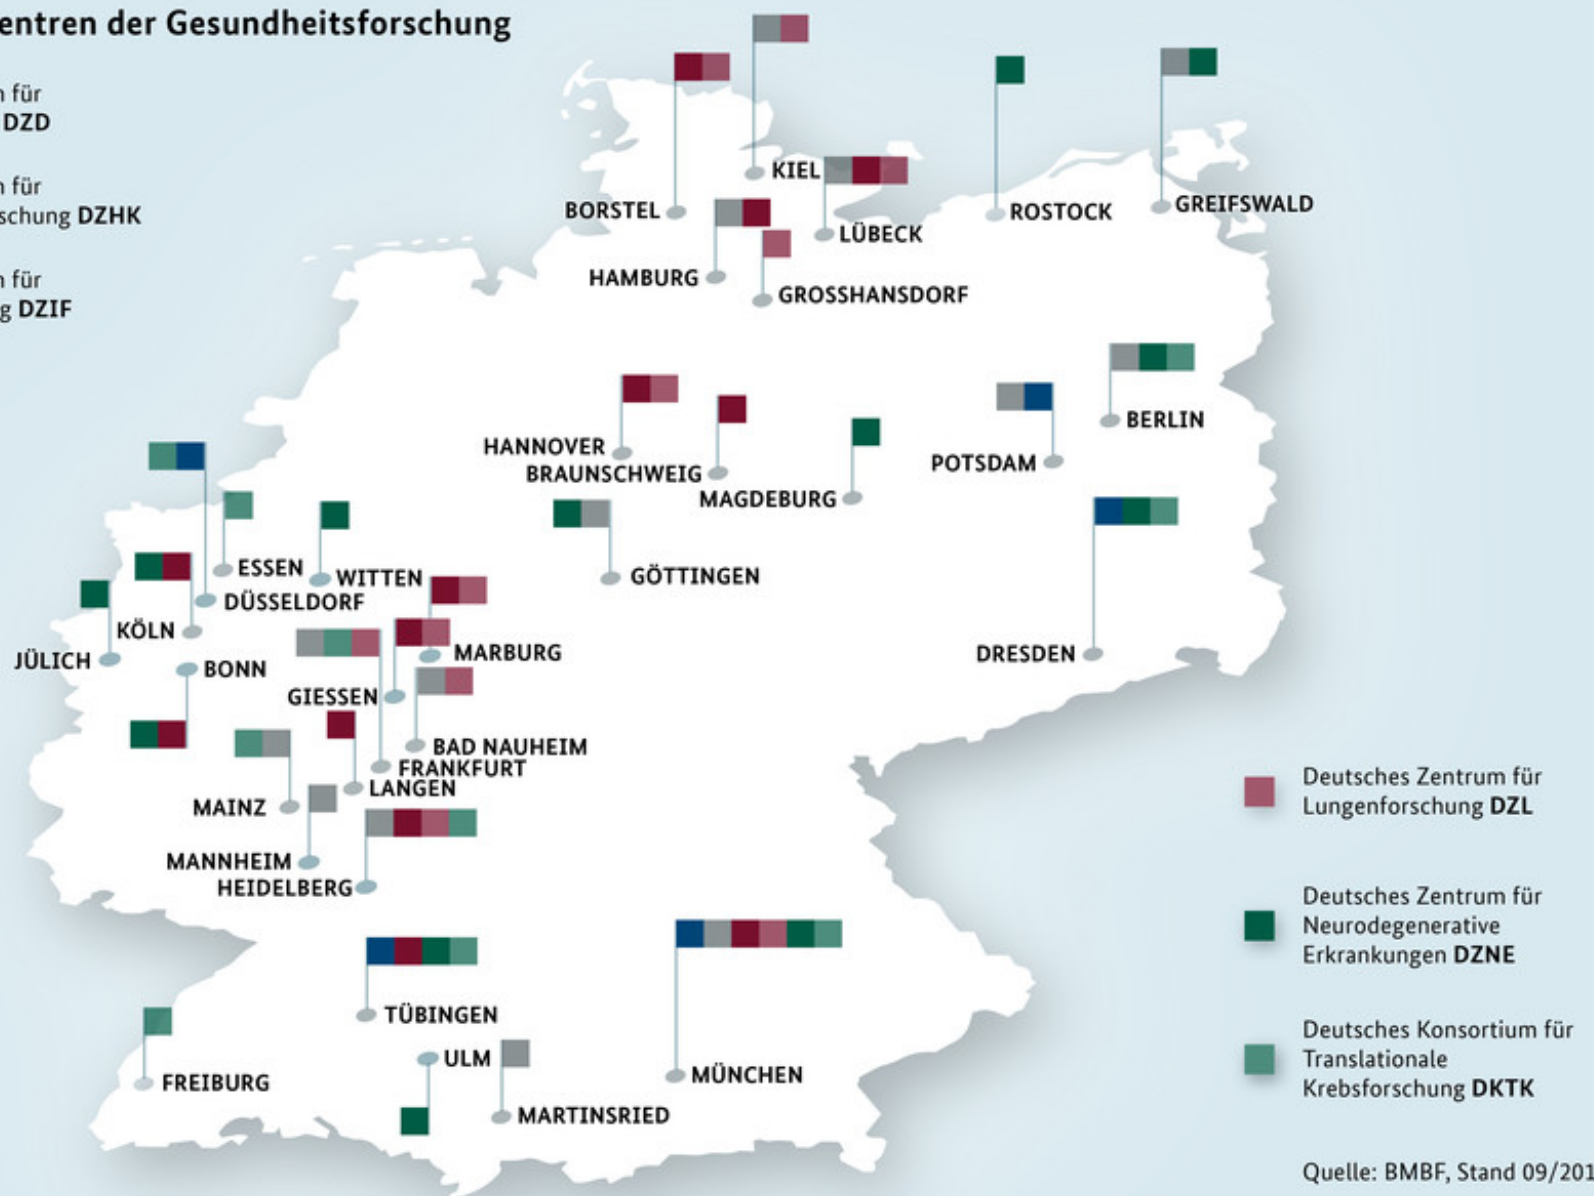 entren der Gesundheitsforschung
für
DZD
für
schung DZHK
für
g DZIF
KIEL
BORSTEL
LÜBECK
ROSTOCK
GREIFSWALD
HAMBURG
GROSSHANSDORF
HANNOVER
BRAUNSCHWEIG
MAGDEBURG
POTSDAM
BERLIN
ESSEN
WITTEN
GÖTTINGEN
DÜSSELDORF
KÖLN
JÜLICH
BONN
MARBURG
DRESDEN
GIESSEN
BAD NAUHEIM
FRANKFURT
LANGEN
MAINZ
MANNHEIM
HEIDELBERG
TÜBINGEN
ULM
MÜNCHEN
FREIBURG
MARTINSRIED
Deutsches Zentrum für
Lungenforschung DZL
Deutsches Zentrum für
Neurodegenerative
Erkrankungen DZNE
Deutsches Konsortium für
Translationale
Krebsforschung DKTK
Quelle: BMBF, Stand 09/201